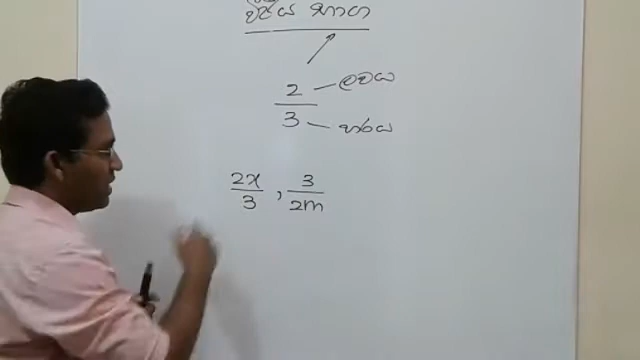 වීජීය භාග
2/3 — ලවය
— හරය
2x/3 , 3/2m